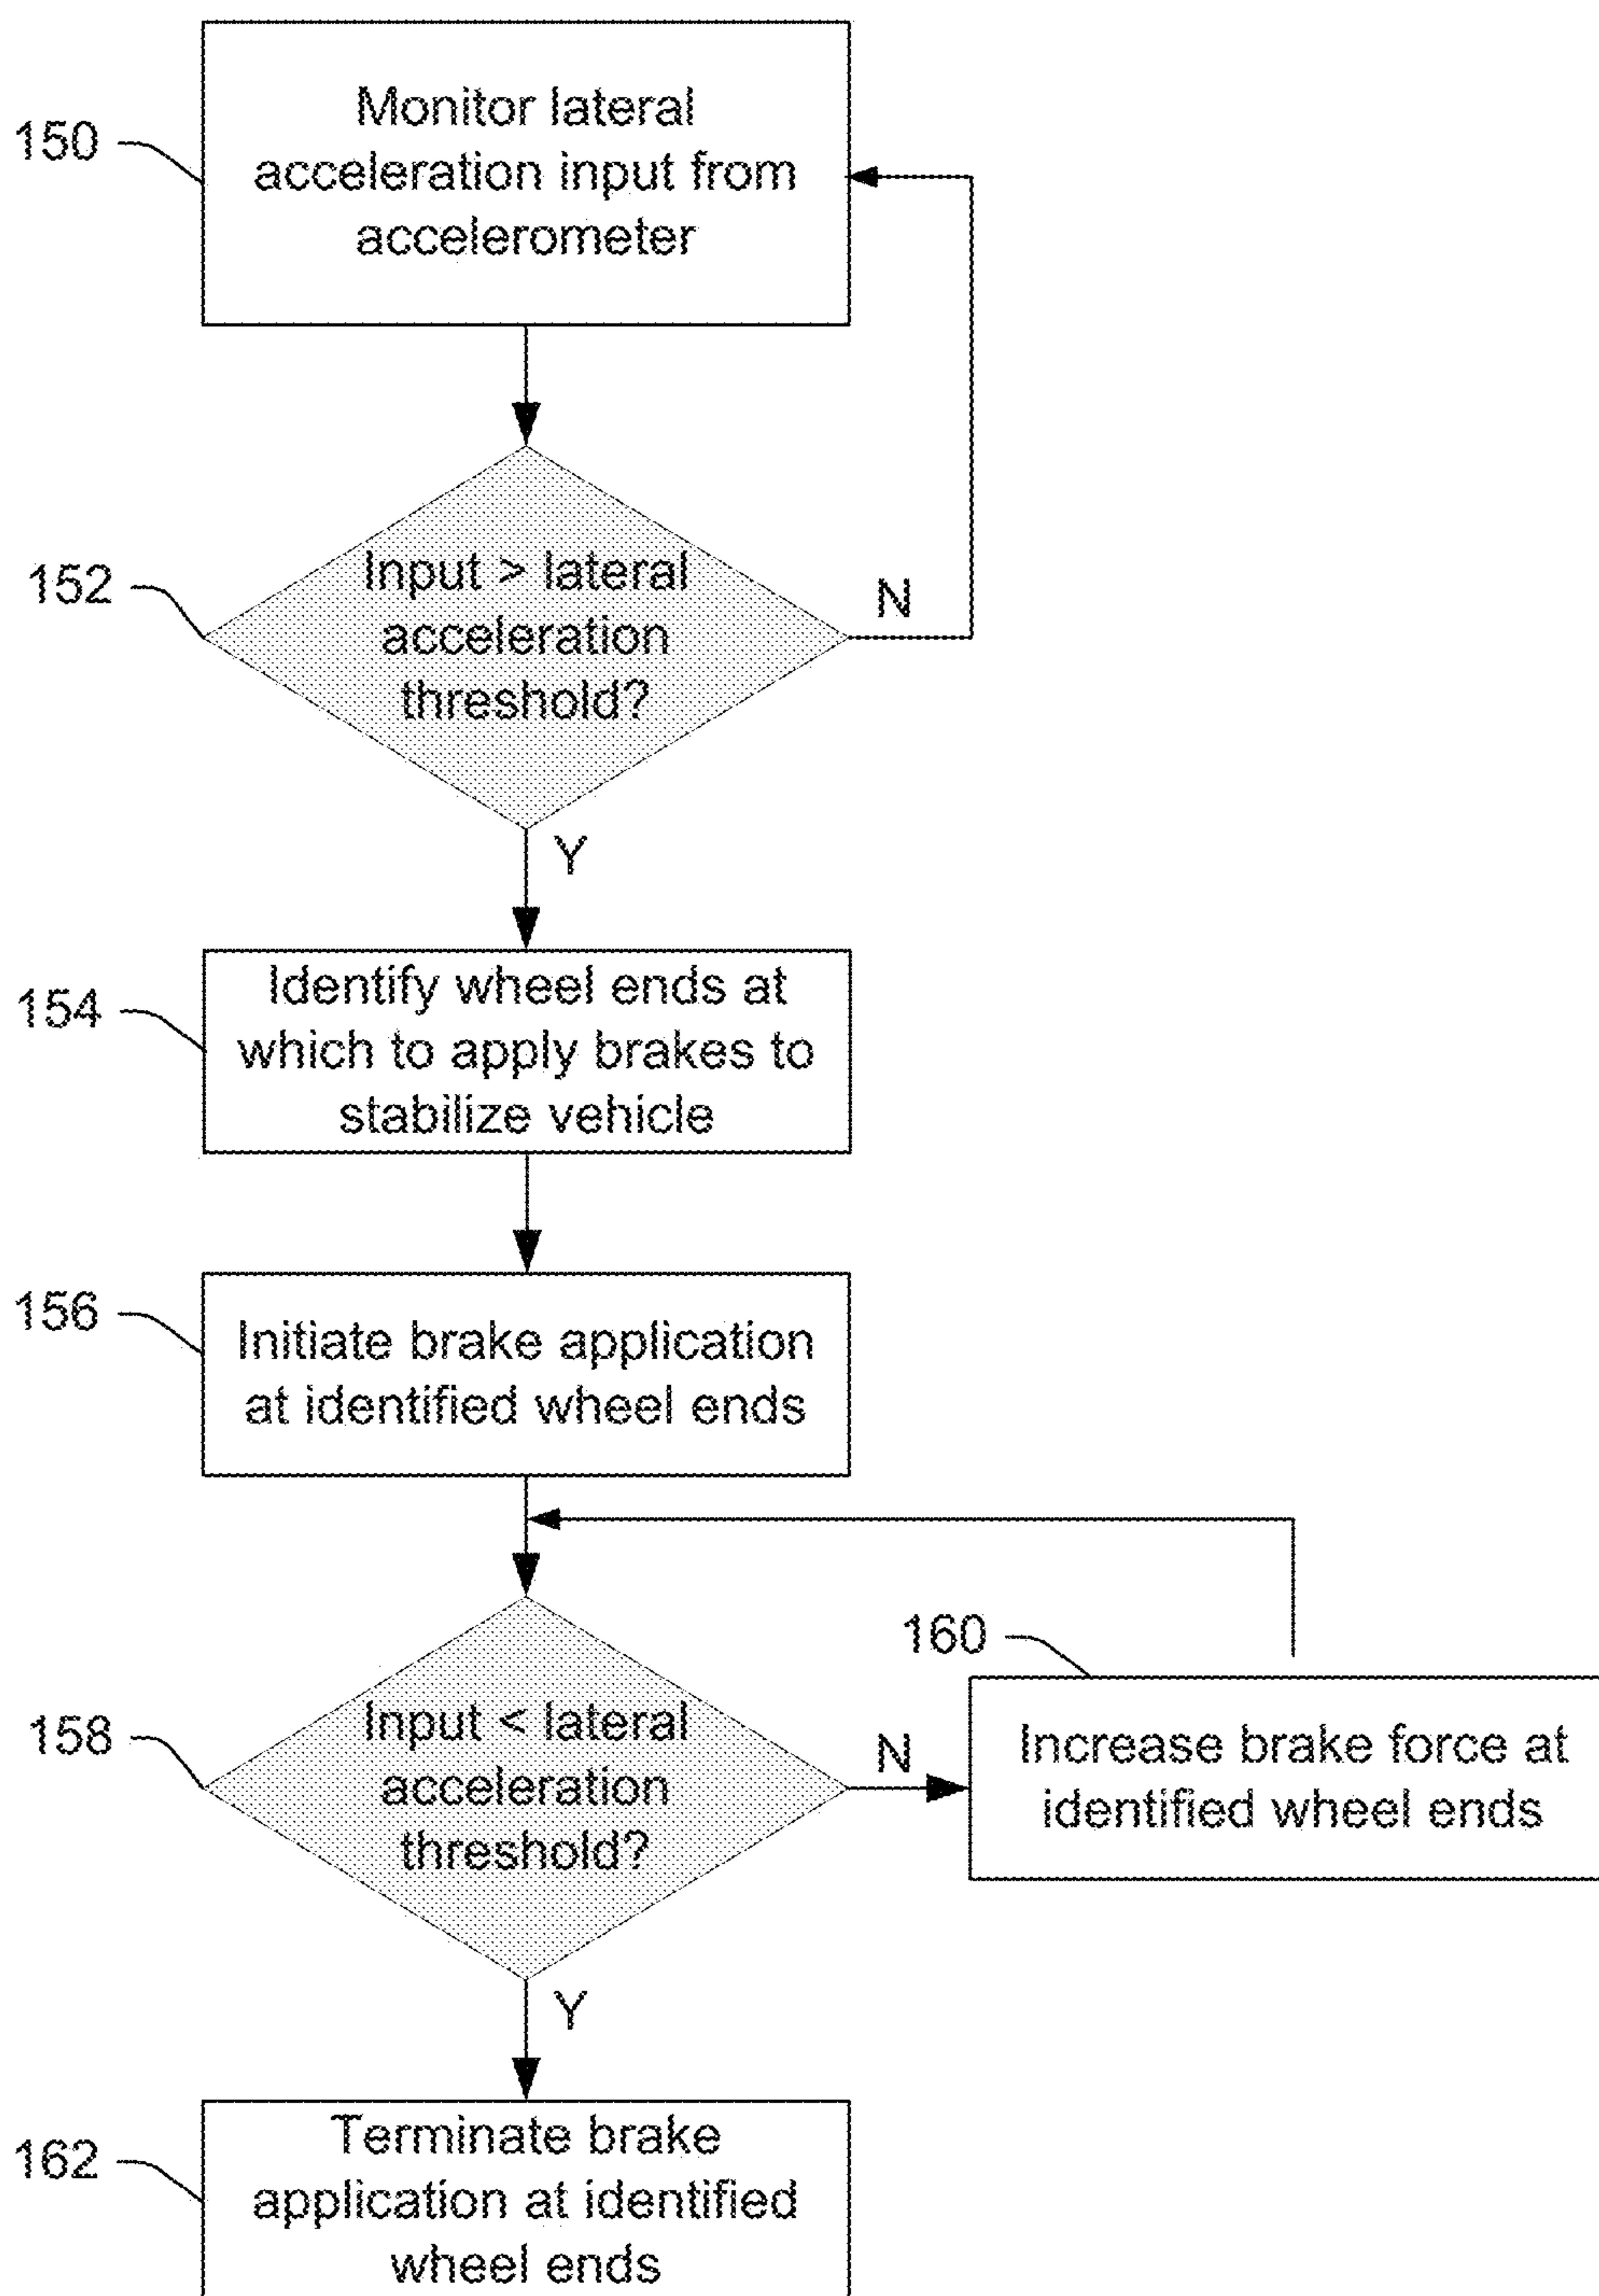 150
Monitor lateral
acceleration input from
accelerometer
152
Input > lateral
acceleration
threshold?
N
Y
154
Identify wheel ends at
which to apply brakes to
stabilize vehicle
156
Initiate brake application
at identified wheel ends
158
Input < lateral
acceleration
threshold?
N
160
Increase brake force at
identified wheel ends
Y
162
Terminate brake
application at identified
wheel ends